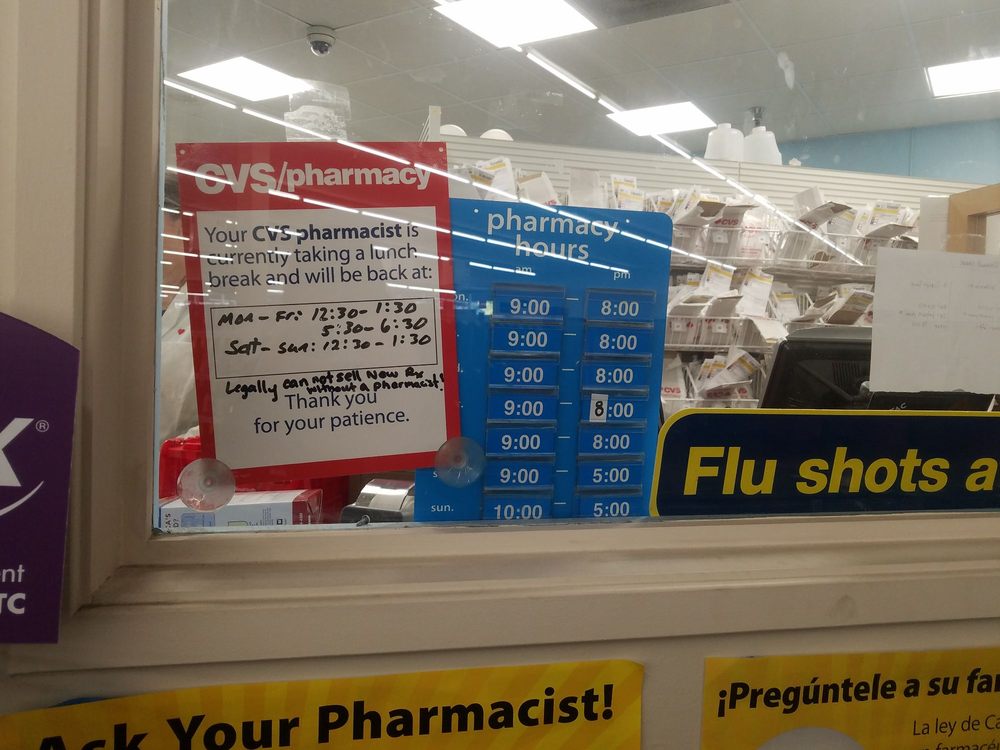 CVS/pharmacy
Your CVS pharmacist is
currently taking a lunch
break and will be back at:
Mon - Fri: 12:30 - 1:30
5:30 - 6:30
Sat - Sun: 12:30 - 1:30
Legally can not sell New Rx
without a pharmacist!
Thank you
for your patience.
pharmacy
hours
am pm
9:00 8:00
9:00 8:00
9:00 8:00
9:00 8:00
9:00 8:00
9:00 5:00
sun. 10:00 5:00
Flu shots a
X®
nt
TC
Ask Your Pharmacist!
¡Pregúntele a su fa
La ley de Ca